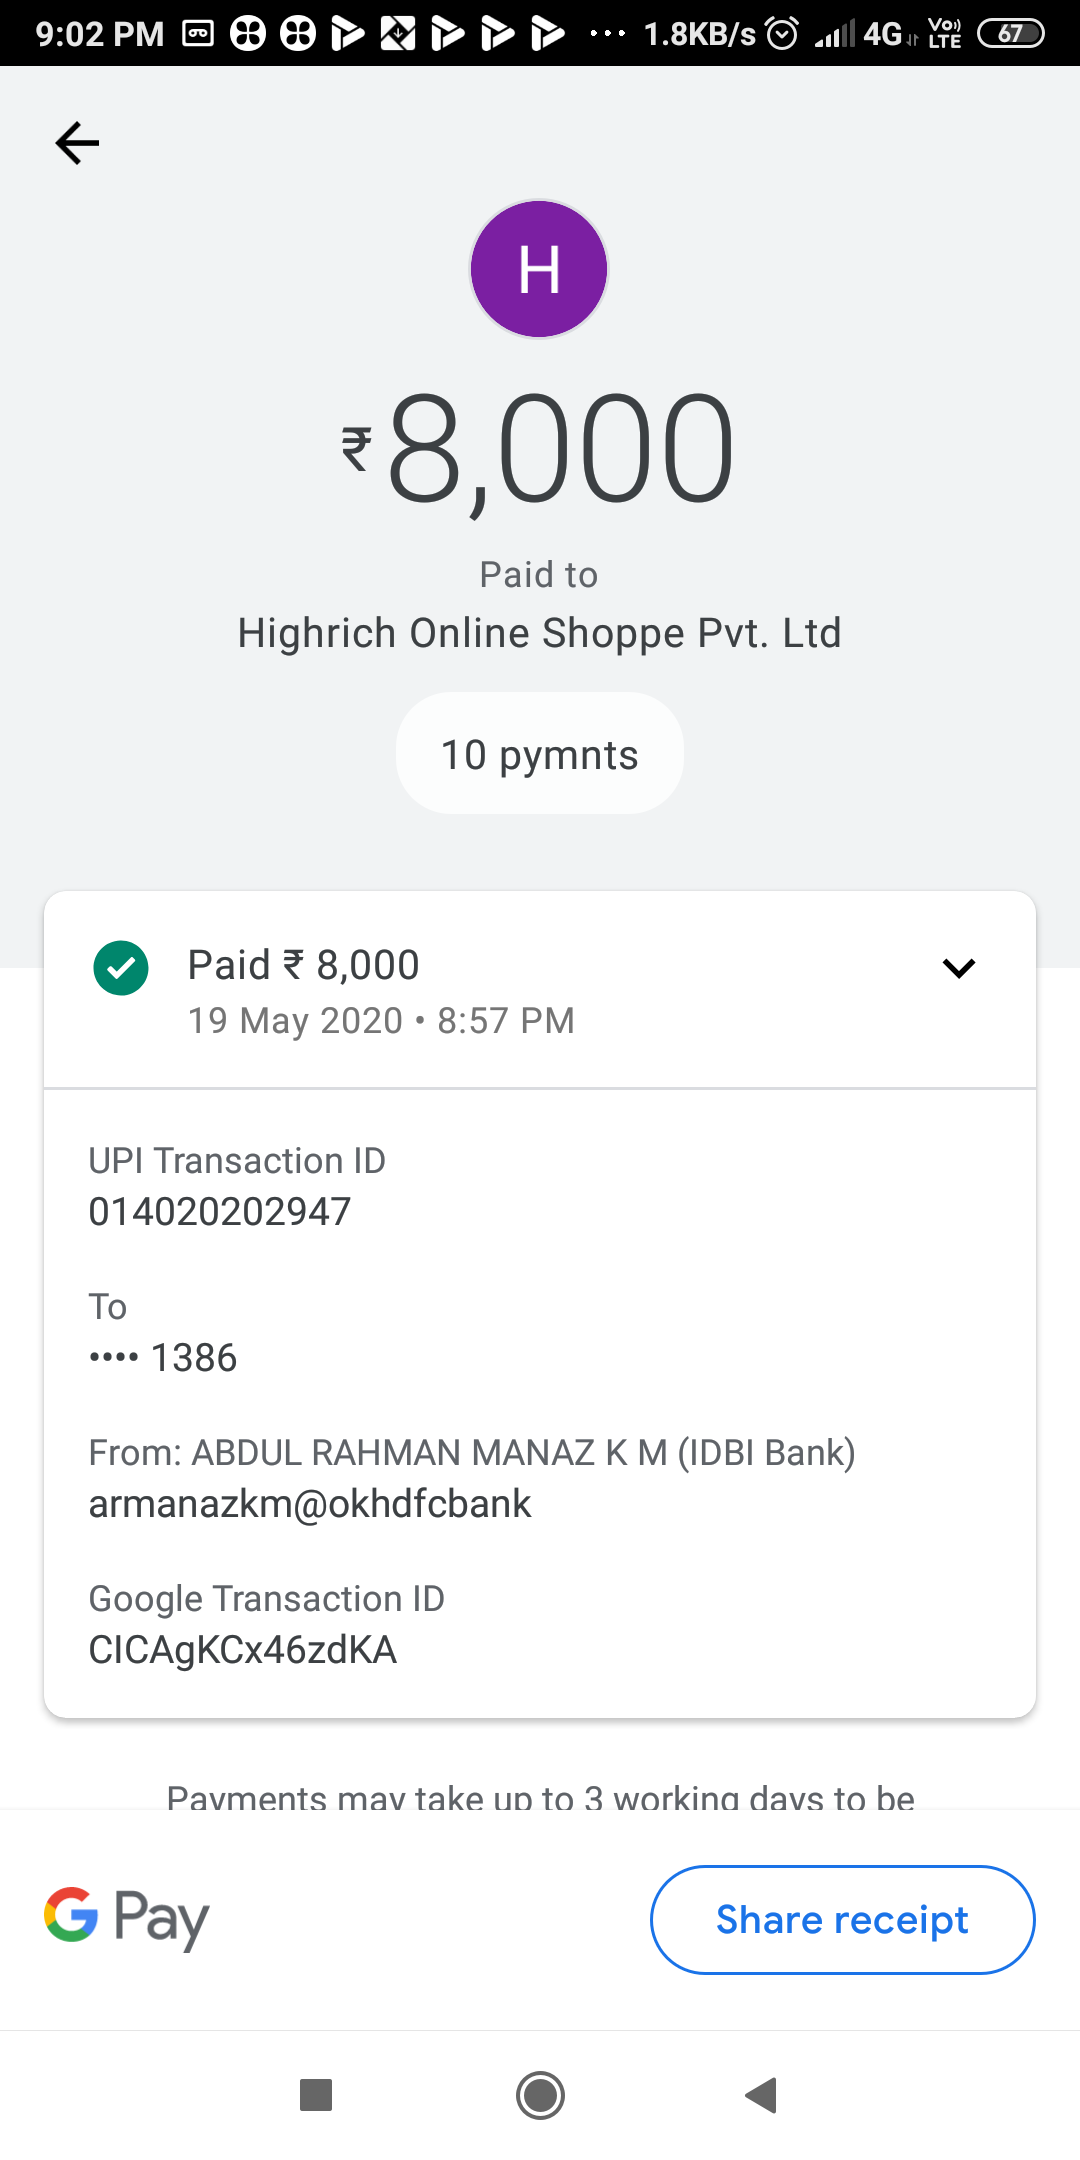 9:02 PM ... 1.8KB/s 4G Vo)) LTE 67
H
₹8,000
Paid to
Highrich Online Shoppe Pvt. Ltd
10 pymnts
Paid ₹ 8,000
19 May 2020 • 8:57 PM
UPI Transaction ID
014020202947
To
•••• 1386
From: ABDUL RAHMAN MANAZ K M (IDBI Bank)
armanazkm@okhdfcbank
Google Transaction ID
CICAgKCx46zdKA
Payments may take up to 3 working days to be
G Pay
Share receipt